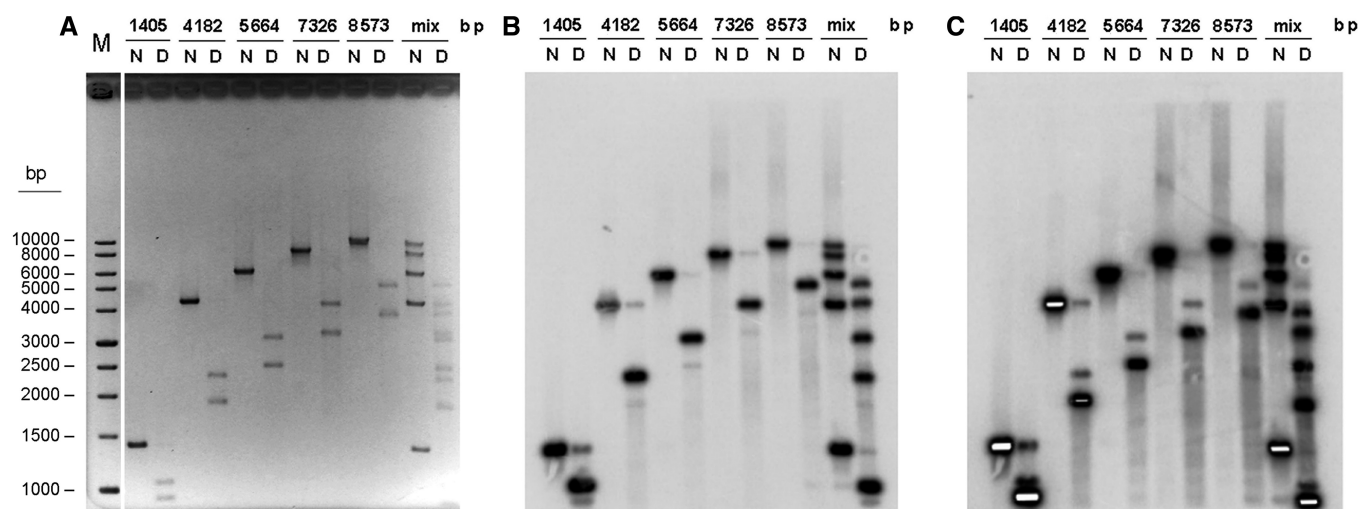 A
1405 4182 5664 7326 8573 mix bp
M N D N D N D N D N D N D
bp
10000 –
8000 –
6000 –
5000 –
4000 –
3000 –
2500 –
2000 –
1500 –
1000 –
B
1405 4182 5664 7326 8573 mix bp
N D N D N D N D N D N D
C
1405 4182 5664 7326 8573 mix bp
N D N D N D N D N D N D